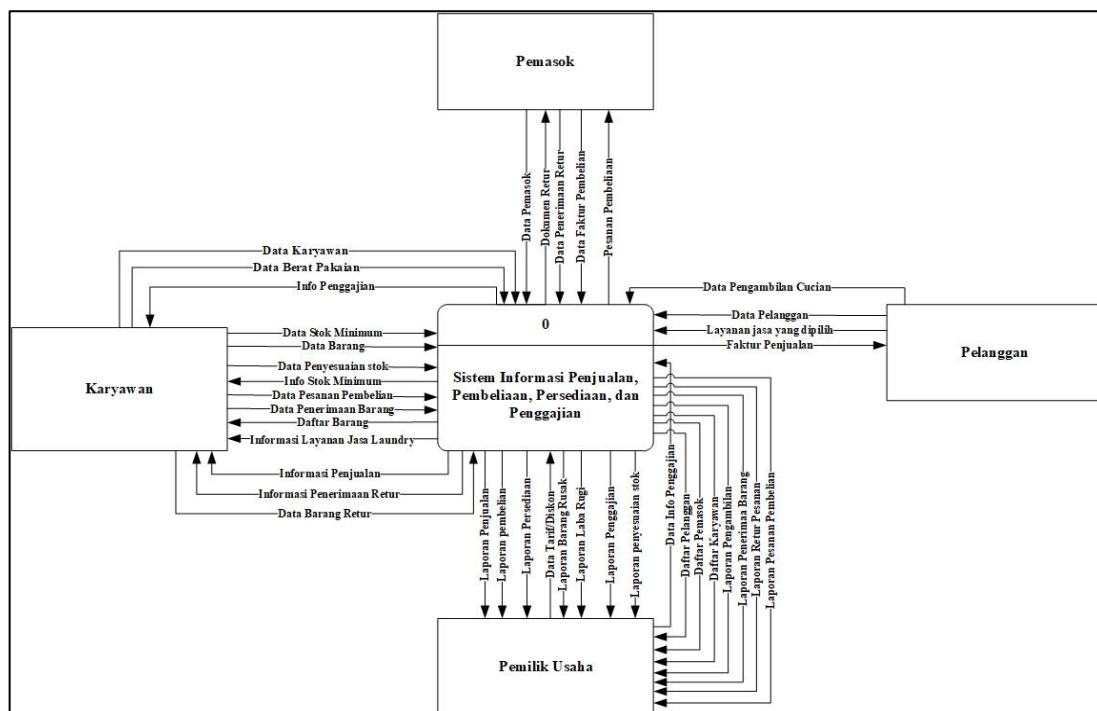 Pemasok
Data Pemasok
Dokumen Retur
Data Penerimaan Retur
Data Faktur Pembelian
Pesanan Pembeliaan
Data Karyawan
Data Berat Pakaian
Info Penggajian
Data Pengambilan Cucian
Data Pelanggan
Layanan jasa yang dipilih
Faktur Penjualan
Pelanggan
Karyawan
Data Stok Minimum
Data Barang
Data Penyesuaian stok
Info Stok Minimum
Data Pesanan Pembelian
Data Penerimaan Barang
Daftar Barang
Informasi Layanan Jasa Laundry
Informasi Penjualan
Informasi Penerimaan Retur
Data Barang Retur
0
Sistem Informasi Penjualan,
Pembeliaan, Persediaan, dan
Penggajian
Laporan Penjualan
Laporan pembelian
Laporan Persediaan
Data Tarif/Diskon
Laporan Barang Rusak
Laporan Laba Rugi
Laporan Penggajian
Laporan penyesuaian stok
Data Info Penggajian
Daftar Pelanggan
Daftar Pemasok
Daftar Karyawan
Laporan Pengambilan
Laporan Penerimaa Barang
Laporan Retur Pesanan
Laporan Pesanan Pembelian
Pemilik Usaha